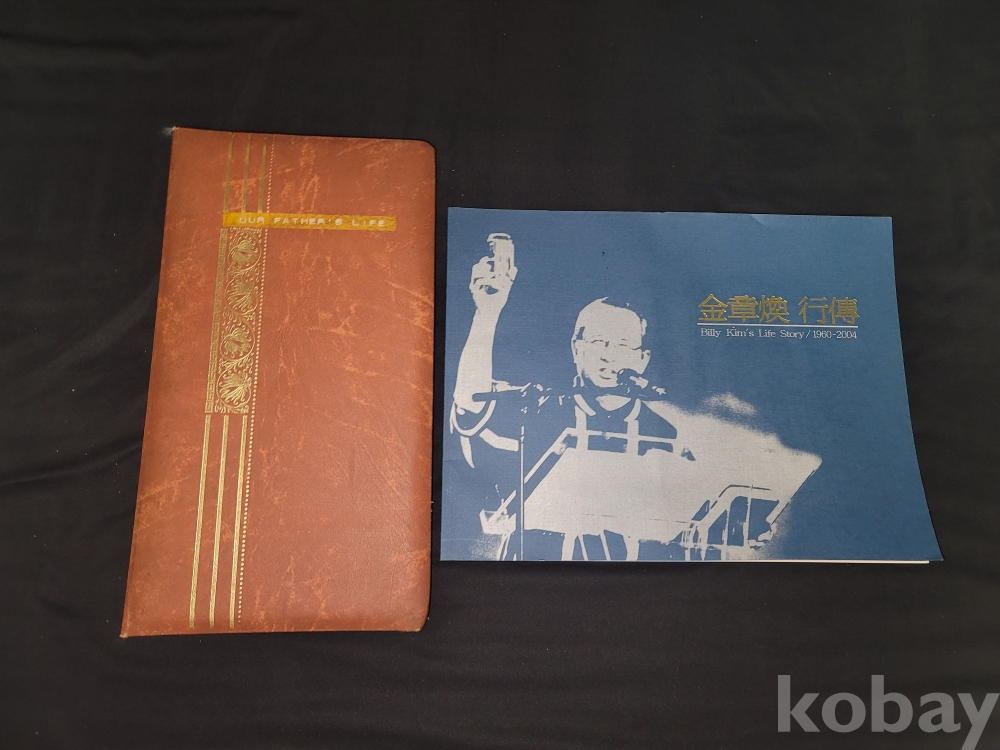 OUR FATHER'S LIFE
金章煥 行傳
Billy Kim's Life Story / 1960-2004
kobay